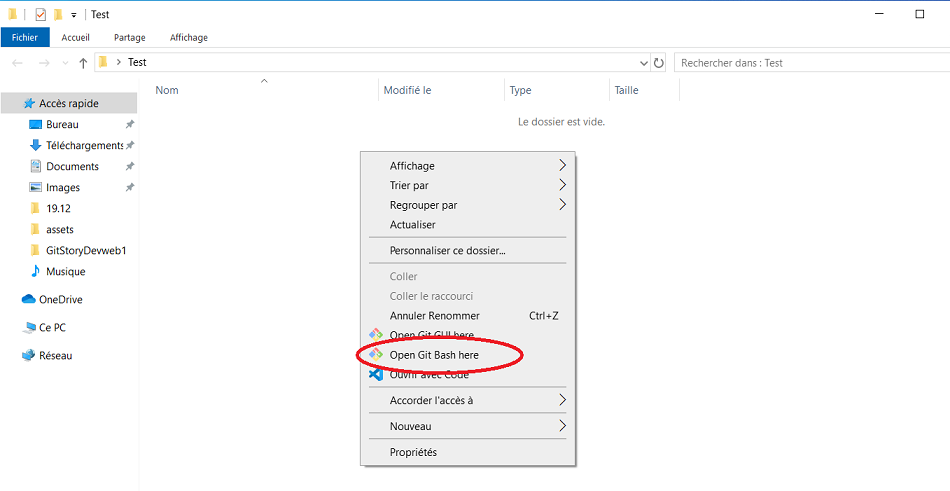 Test
Fichier Accueil Partage Affichage
Test
Rechercher dans : Test
Nom Modifié le Type Taille
Le dossier est vide.
Accès rapide
Bureau
Téléchargements
Documents
Images
19.12
assets
GitStoryDevweb1
Musique
OneDrive
Ce PC
Réseau
Affichage
Trier par
Regrouper par
Actualiser
Personnaliser ce dossier...
Coller
Coller le raccourci
Annuler Renommer Ctrl+Z
Open Git GUI here
Open Git Bash here
Ouvrir avec Code
Accorder l'accès à
Nouveau
Propriétés